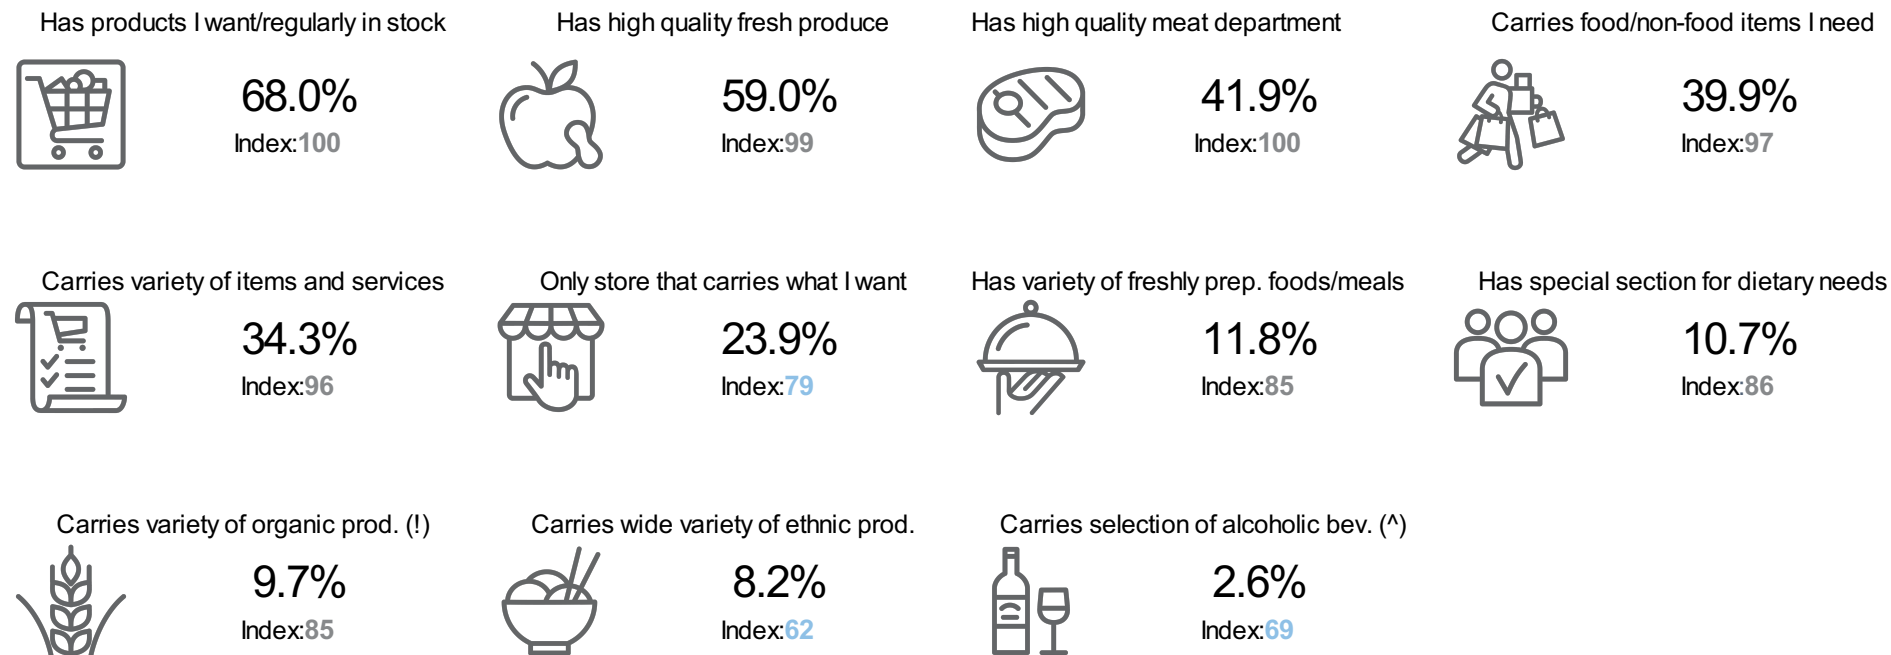 Has products I want/regularly in stock
68.0%
Index:100
Has high quality fresh produce
59.0%
Index:99
Has high quality meat department
41.9%
Index:100
Carries food/non-food items I need
39.9%
Index:97
Carries variety of items and services
34.3%
Index:96
Only store that carries what I want
23.9%
Index:79
Has variety of freshly prep. foods/meals
11.8%
Index:85
Has special section for dietary needs
10.7%
Index:86
Carries variety of organic prod. (!)
9.7%
Index:85
Carries wide variety of ethnic prod.
8.2%
Index:62
Carries selection of alcoholic bev. (^)
2.6%
Index:69